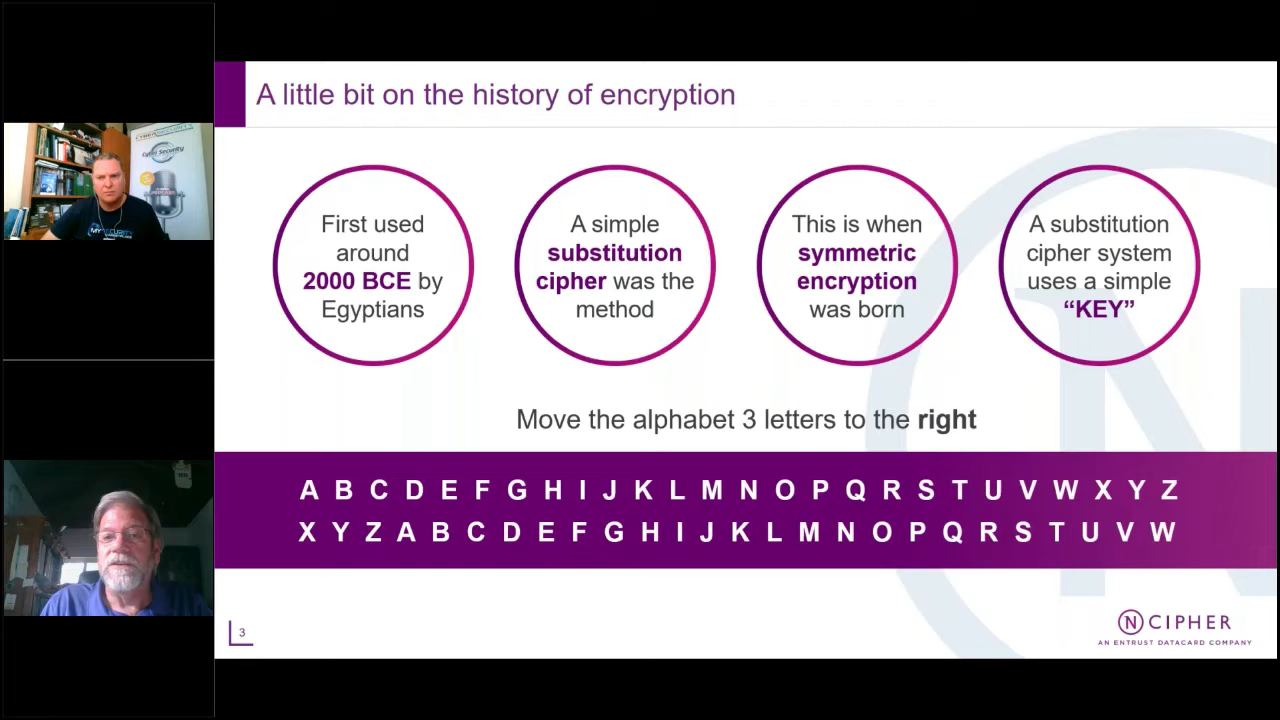 A little bit on the history of encryption
First used
around
2000 BCE by
Egyptians
A simple
substitution
cipher was the
method
This is when
symmetric
encryption
was born
A substitution
cipher system
uses a simple
“KEY”
Move the alphabet 3 letters to the right
A B C D E F G H I J K L M N O P Q R S T U V W X Y Z
X Y Z A B C D E F G H I J K L M N O P Q R S T U V W
3
N CIPHER
AN ENTRUST DATACARD COMPANY
Cyber Security